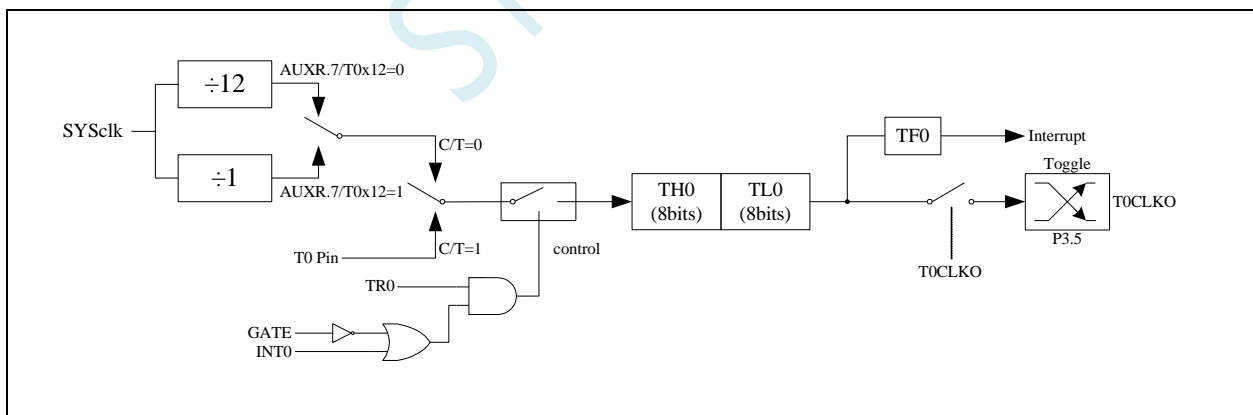 ÷12
AUXR.7/T0x12=0
SYSclk
÷1
AUXR.7/T0x12=1
C/T=0
C/T=1
T0 Pin
control
TR0
GATE
INT0
TH0
(8bits)
TL0
(8bits)
TF0
Interrupt
Toggle
T0CLKO
P3.5
T0CLKO